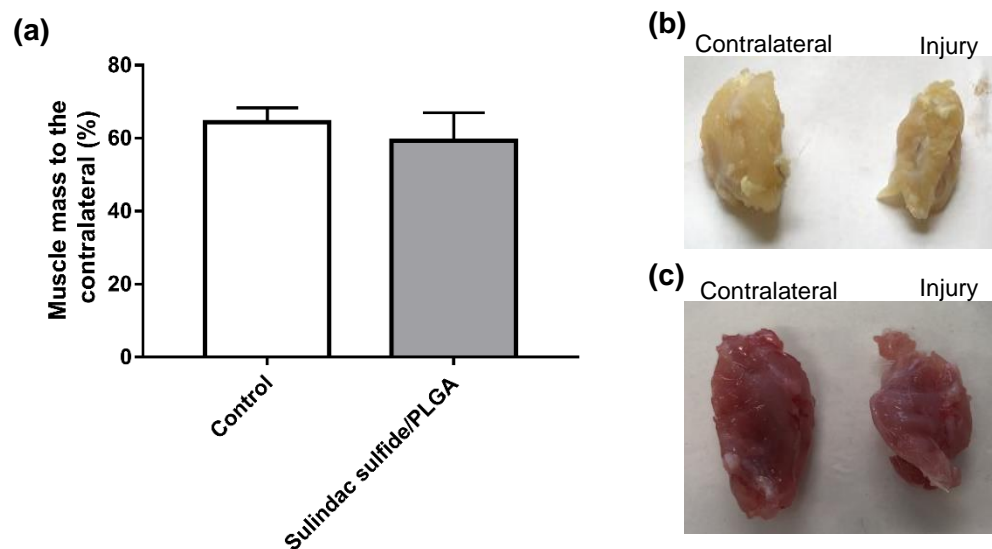 (a)
Muscle mass to the
contralateral (%)
80
60
40
20
0
Control
Sulindac sulfide/PLGA
(b)
Contralateral Injury
(c)
Contralateral Injury